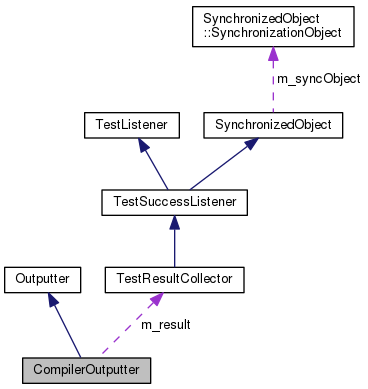 SynchronizedObject
::SynchronizationObject
m_syncObject
TestListener
SynchronizedObject
TestSuccessListener
Outputter
TestResultCollector
m_result
CompilerOutputter